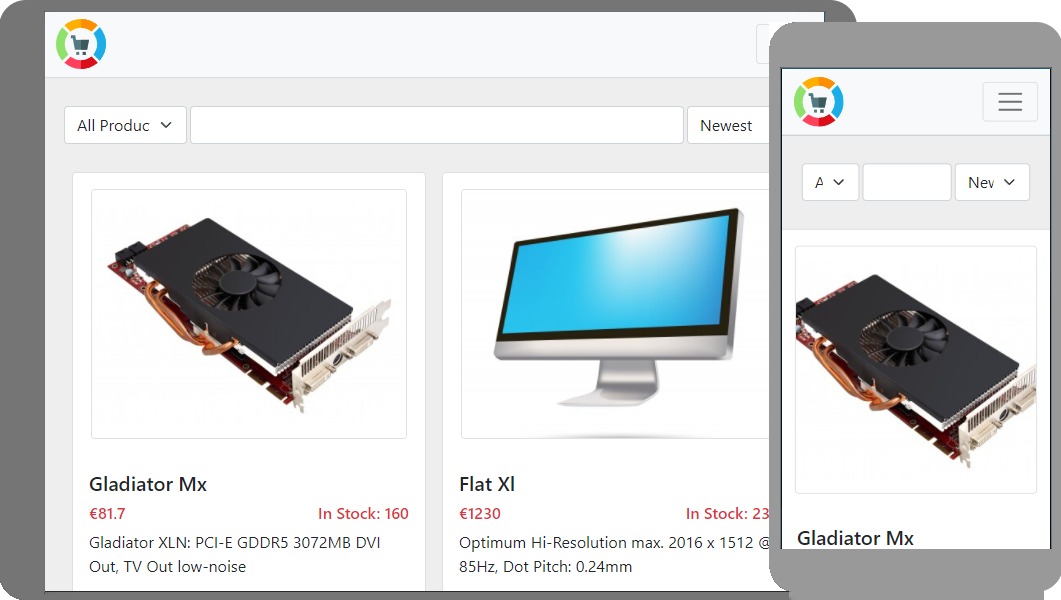 All Produc
Newest
Gladiator Mx
€81.7
In Stock: 160
Gladiator XLN: PCI-E GDDR5 3072MB DVI
Out, TV Out low-noise
Flat Xl
€1230
In Stock: 23
Optimum Hi-Resolution max. 2016 x 1512 @
85Hz, Dot Pitch: 0.24mm
A
New
Gladiator Mx